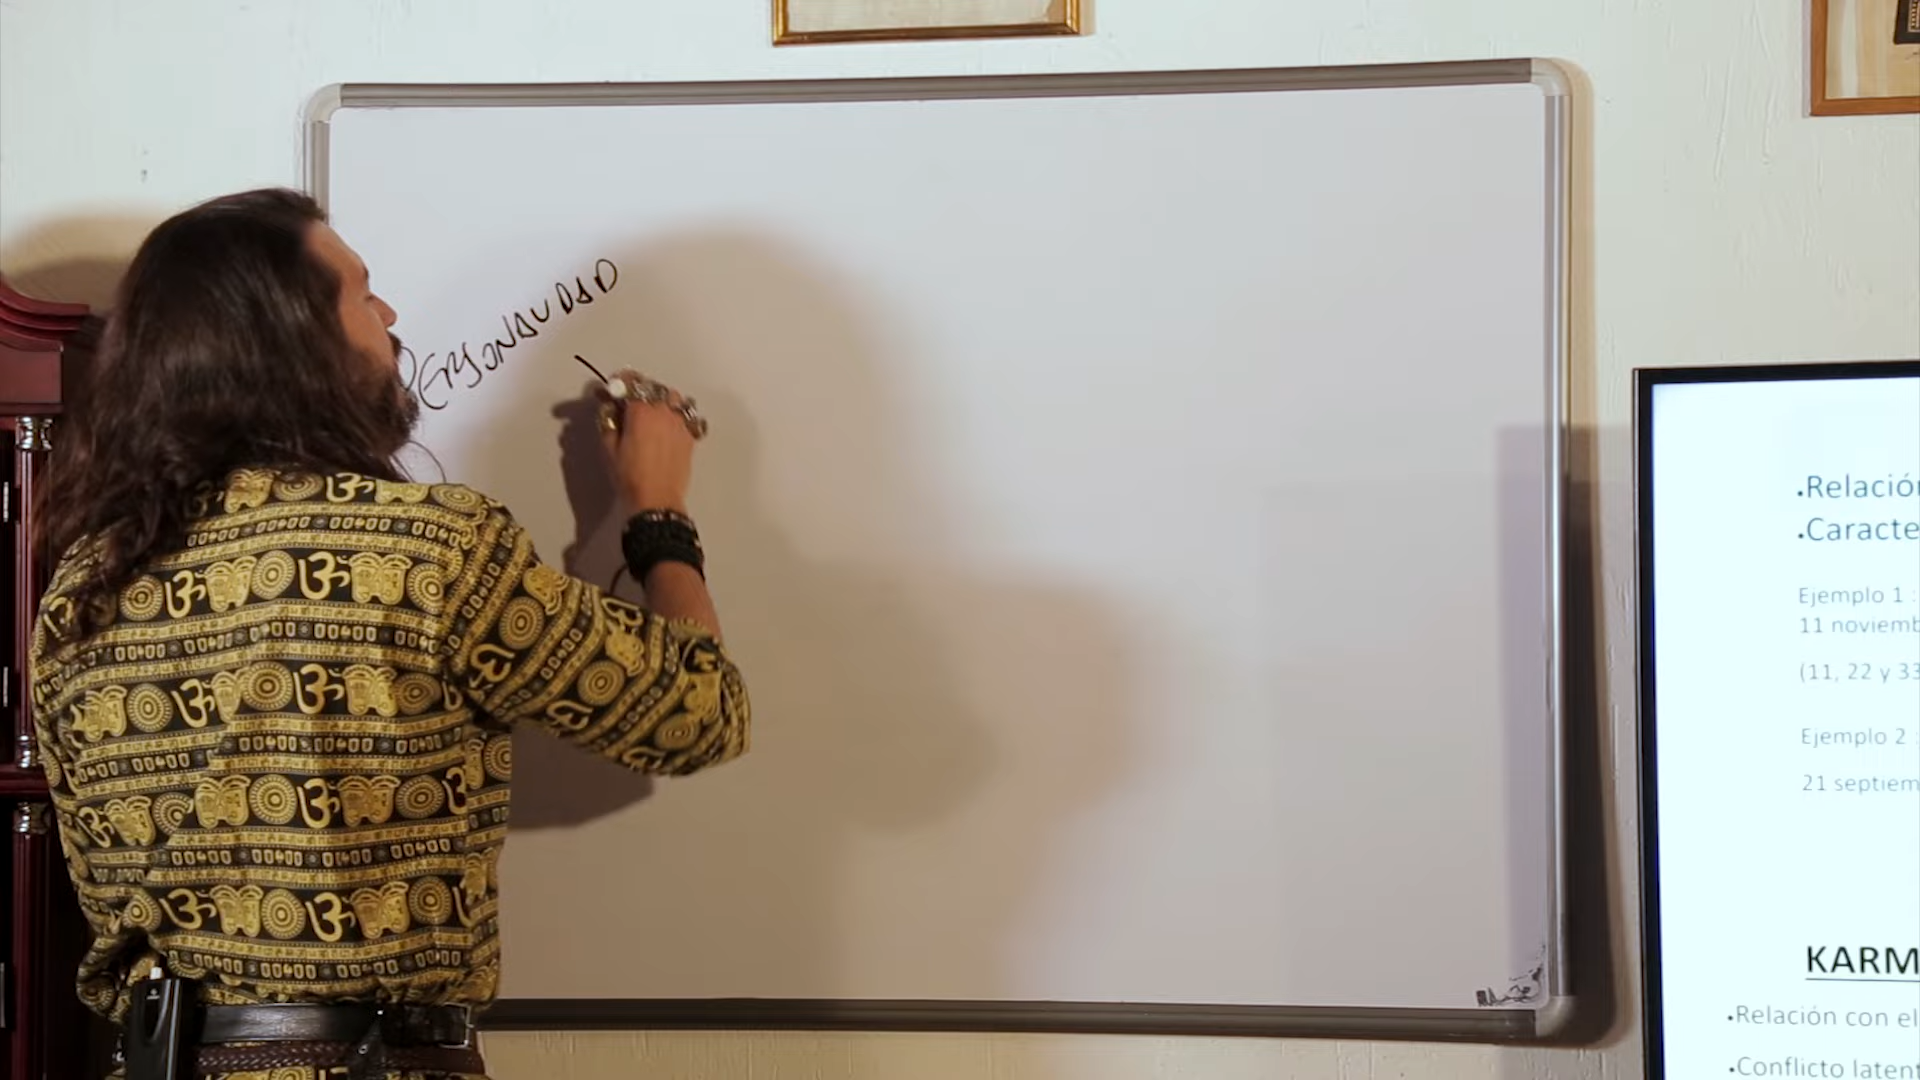 PERSONALIDAD
.Relación
.Caracte
Ejemplo 1 :
11 noviemb
(11, 22 y 33
Ejemplo 2 :
21 septiem
KARM
.Relación con el
.Conflicto latent